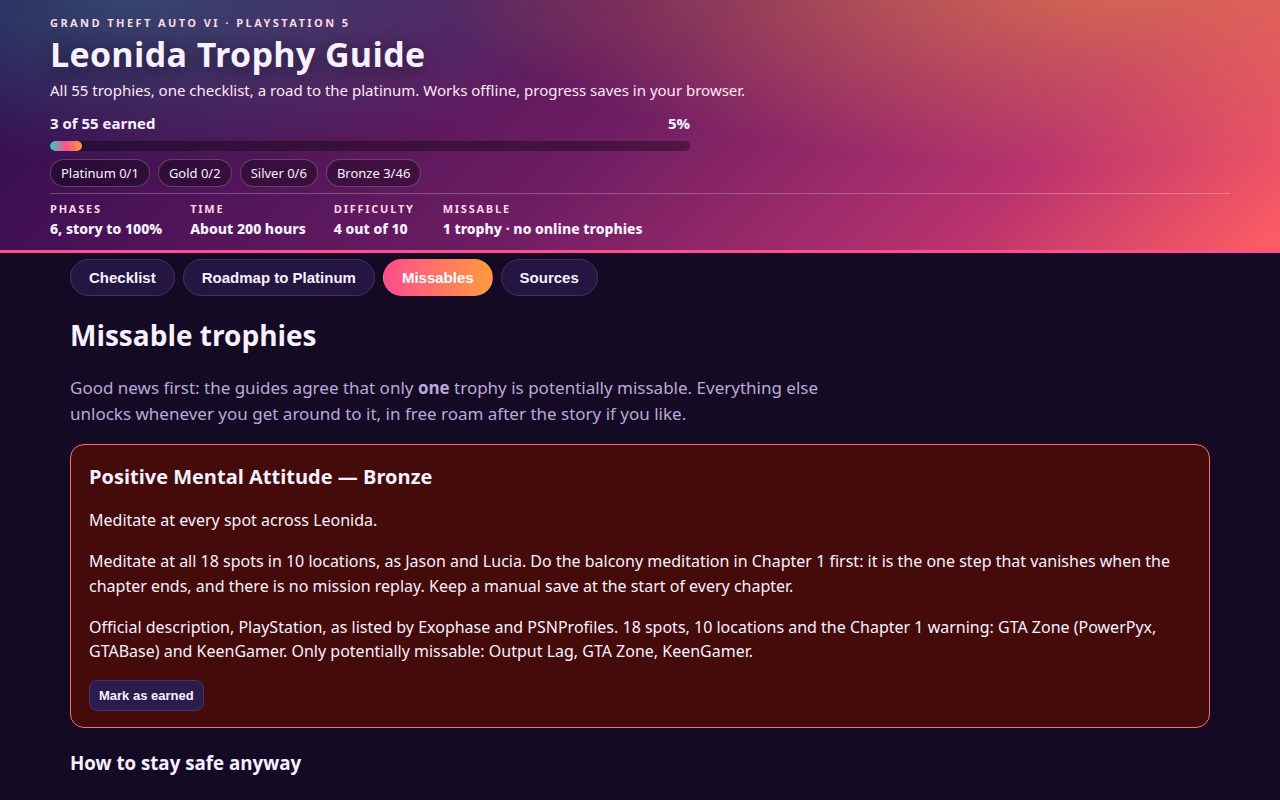 GRAND THEFT AUTO VI · PLAYSTATION 5
Leonida Trophy Guide
All 55 trophies, one checklist, a road to the platinum. Works offline, progress saves in your browser.
3 of 55 earned 5%
Platinum 0/1 Gold 0/2 Silver 0/6 Bronze 3/46
PHASES TIME DIFFICULTY MISSABLE
6, story to 100% About 200 hours 4 out of 10 1 trophy · no online trophies
Checklist Roadmap to Platinum Missables Sources
Missable trophies
Good news first: the guides agree that only one trophy is potentially missable. Everything else
unlocks whenever you get around to it, in free roam after the story if you like.
Positive Mental Attitude — Bronze
Meditate at every spot across Leonida.
Meditate at all 18 spots in 10 locations, as Jason and Lucia. Do the balcony meditation in Chapter 1 first: it is the one step that vanishes when the
chapter ends, and there is no mission replay. Keep a manual save at the start of every chapter.
Official description, PlayStation, as listed by Exophase and PSNProfiles. 18 spots, 10 locations and the Chapter 1 warning: GTA Zone (PowerPyx,
GTABase) and KeenGamer. Only potentially missable: Output Lag, GTA Zone, KeenGamer.
Mark as earned
How to stay safe anyway